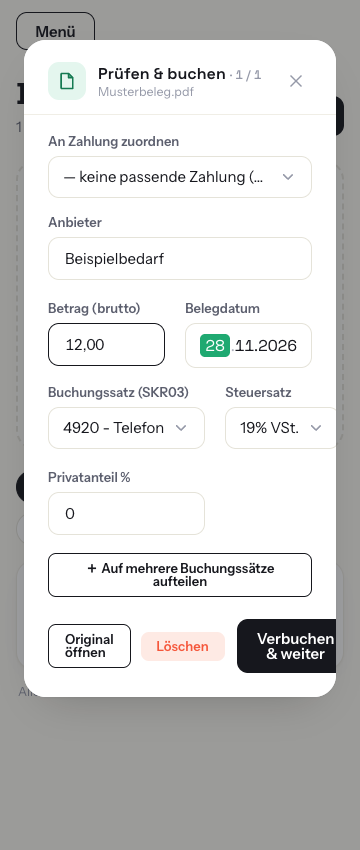 Menü
Prüfen & buchen · 1 / 1
Musterbeleg.pdf
An Zahlung zuordnen
— keine passende Zahlung (...
Anbieter
Beispielbedarf
Betrag (brutto) Belegdatum
12,00 28.11.2026
Buchungssatz (SKR03) Steuersatz
4920 - Telefon 19% VSt.
Privatanteil %
0
+ Auf mehrere Buchungssätze
aufteilen
Original
öffnen
Löschen
Verbuchen
& weiter